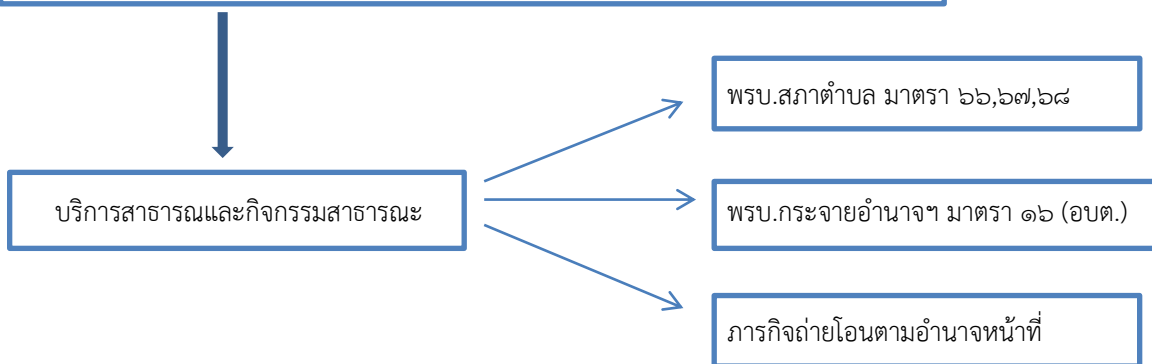 พรบ.สภาตำบล มาตรา ๖๖,๖๗,๖๘
บริการสาธารณและกิจกรรมสาธารณะ
พรบ.กระจายอำนาจฯ มาตรา ๑๖ (อบต.)
ภารกิจถ่ายโอนตามอำนาจหน้าที่